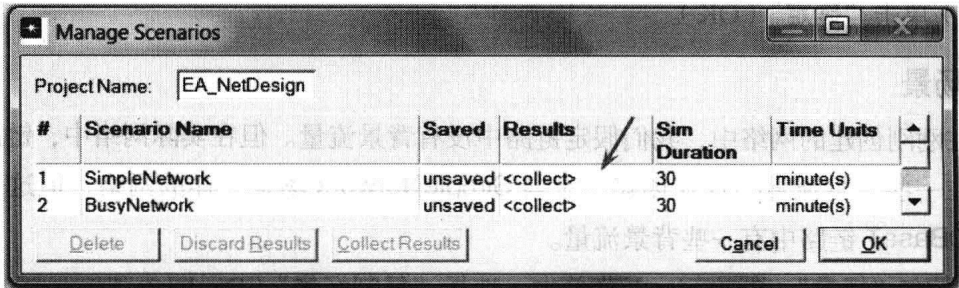 Manage Scenarios
Project Name: EA_NetDesign
# Scenario Name Saved Results Sim Duration Time Units
1 SimpleNetwork unsaved <collect> 30 minute(s)
2 BusyNetwork unsaved <collect> 30 minute(s)
Delete Discard Results Collect Results Cancel OK